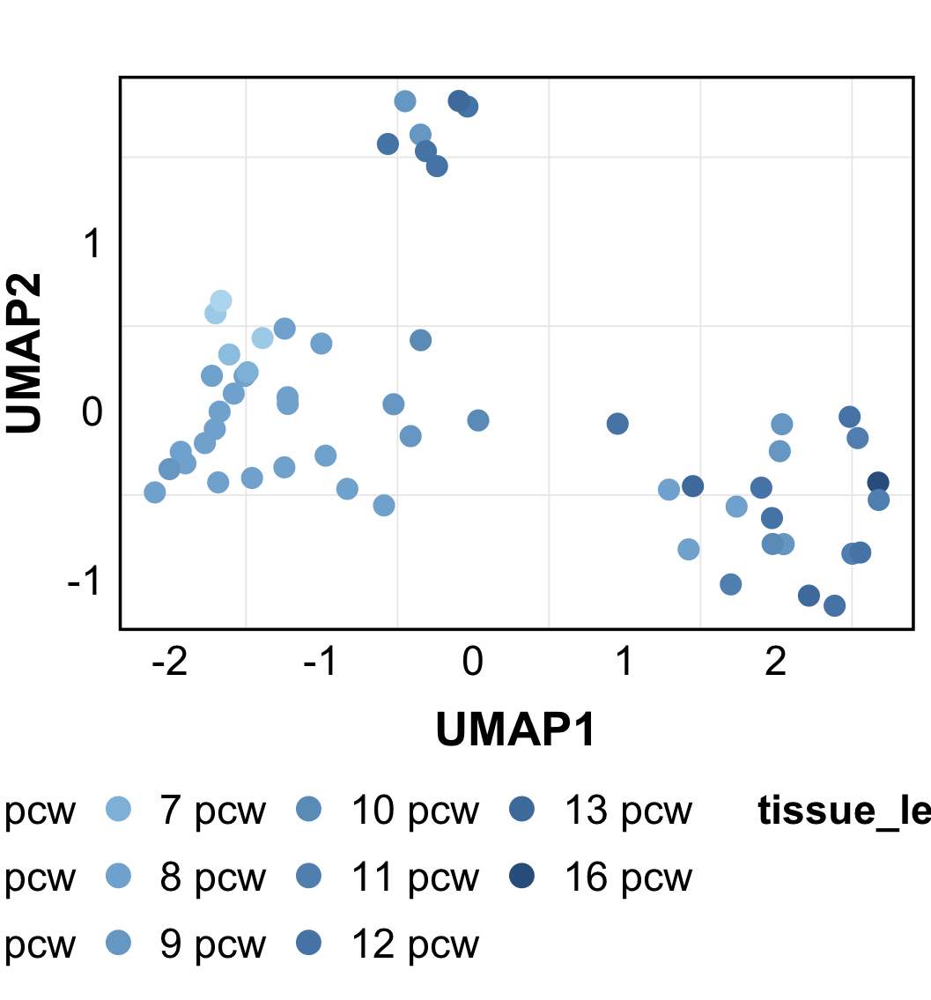 UMAP2
1
0
-1
-2 -1 0 1 2
UMAP1
pcw 7 pcw 10 pcw 13 pcw tissue_le
pcw 8 pcw 11 pcw 16 pcw
pcw 9 pcw 12 pcw